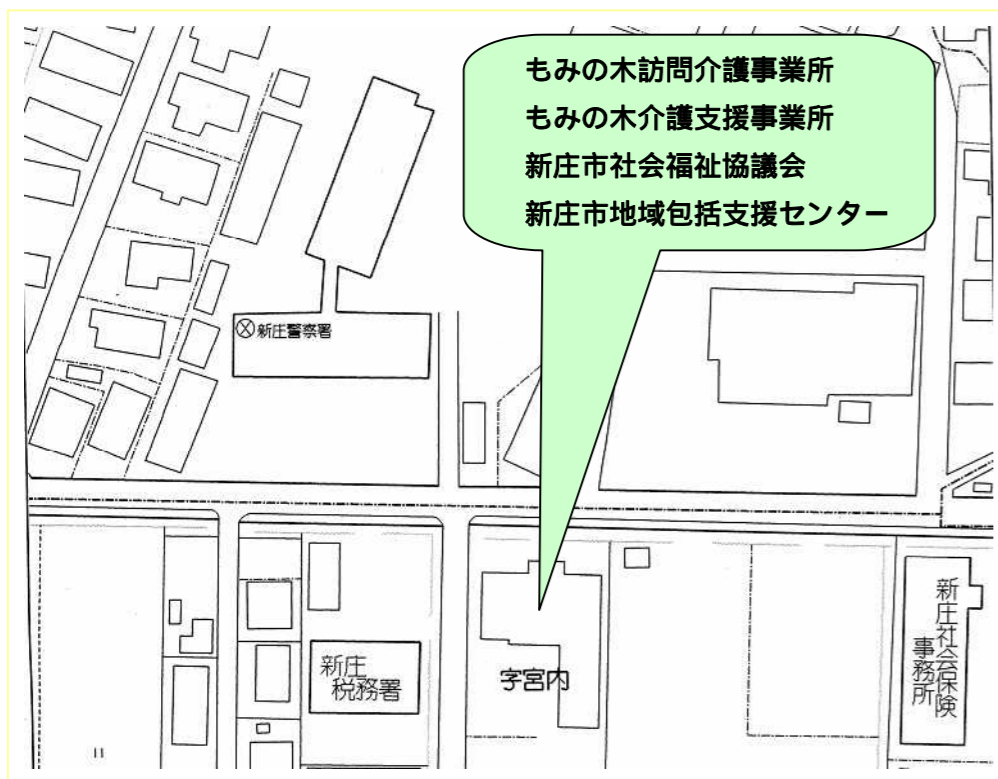 もみの木訪問介護事業所
もみの木介護支援事業所
新庄市社会福祉協議会
新庄市地域包括支援センター
新庄警察署
新庄
税務署
字宮内
新庄社会保険
事務所
11